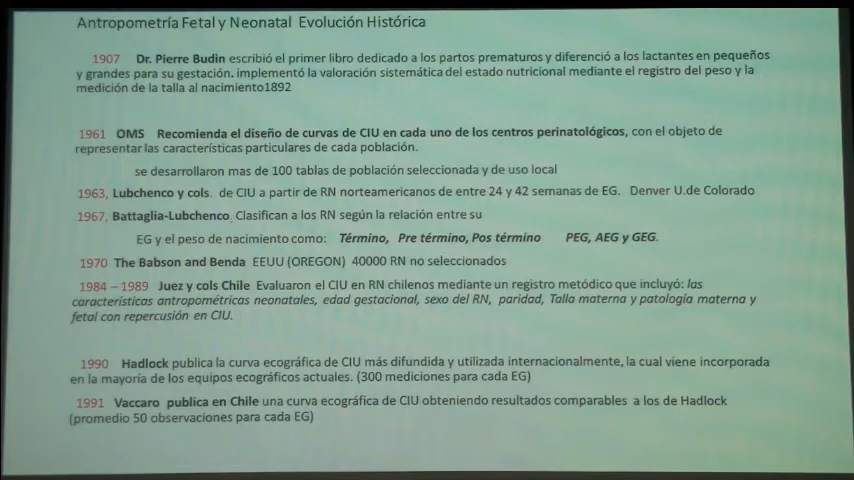 Antropometría Fetal y Neonatal Evolución Histórica
1907 Dr. Pierre Budin escribió el primer libro dedicado a los partos prematuros y diferenció a los lactantes en pequeños
y grandes para su gestación. implementó la valoración sistemática del estado nutricional mediante el registro del peso y la
medición de la talla al nacimiento1892
1961 OMS Recomienda el diseño de curvas de CIU en cada uno de los centros perinatológicos, con el objeto de
representar las características particulares de cada población.
se desarrollaron mas de 100 tablas de población seleccionada y de uso local
1963, Lubchenco y cols. de CIU a partir de RN norteamericanos de entre 24 y 42 semanas de EG. Denver U.de Colorado
1967, Battaglia-Lubchenco. Clasifican a los RN según la relación entre su
EG y el peso de nacimiento como: Término, Pre término, Pos término PEG, AEG y GEG.
1970 The Babson and Benda EEUU (OREGON) 40000 RN no seleccionados
1984 – 1989 Juez y cols Chile Evaluaron el CIU en RN chilenos mediante un registro metódico que incluyó: las
características antropométricas neonatales, edad gestacional, sexo del RN, paridad, Talla materna y patología materna y
fetal con repercusión en CIU.
1990 Hadlock publica la curva ecográfica de CIU más difundida y utilizada internacionalmente, la cual viene incorporada
en la mayoría de los equipos ecográficos actuales. (300 mediciones para cada EG)
1991 Vaccaro publica en Chile una curva ecográfica de CIU obteniendo resultados comparables a los de Hadlock
(promedio 50 observaciones para cada EG)